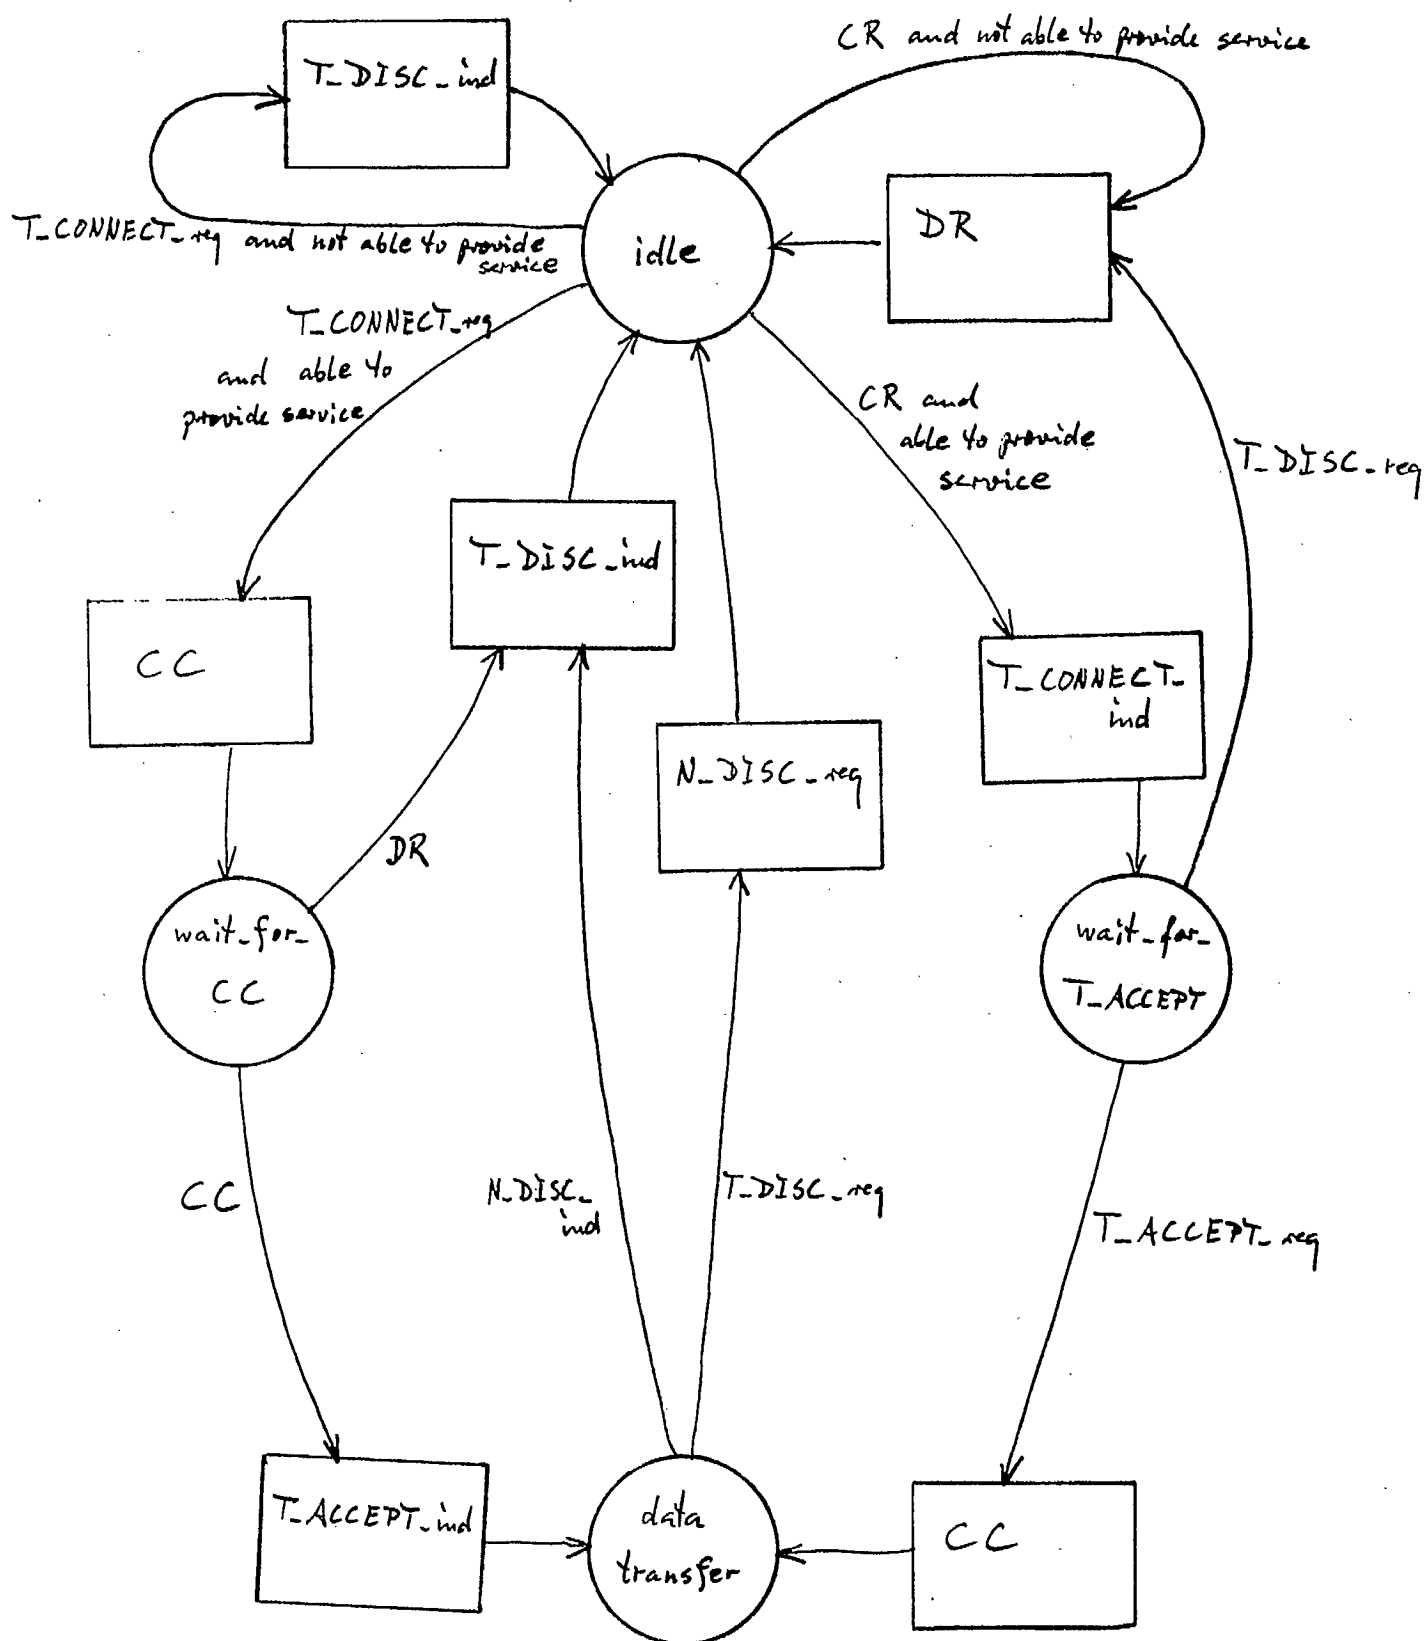 CR and not able to provide service
T_DISC_ind
DR
T_CONNECT_req and not able to provide
service
idle
T_CONNECT_req
and able to
provide service
CR and
able to provide
service
T_DISC_req
T_DISC_ind
CC
T_CONNECT_
ind
N_DISC_req
DR
wait_for_
CC
wait_for_
T_ACCEPT
CC
N_DISC_
ind
T_DISC_req
T_ACCEPT_req
T_ACCEPT_ind
data
transfer
CC